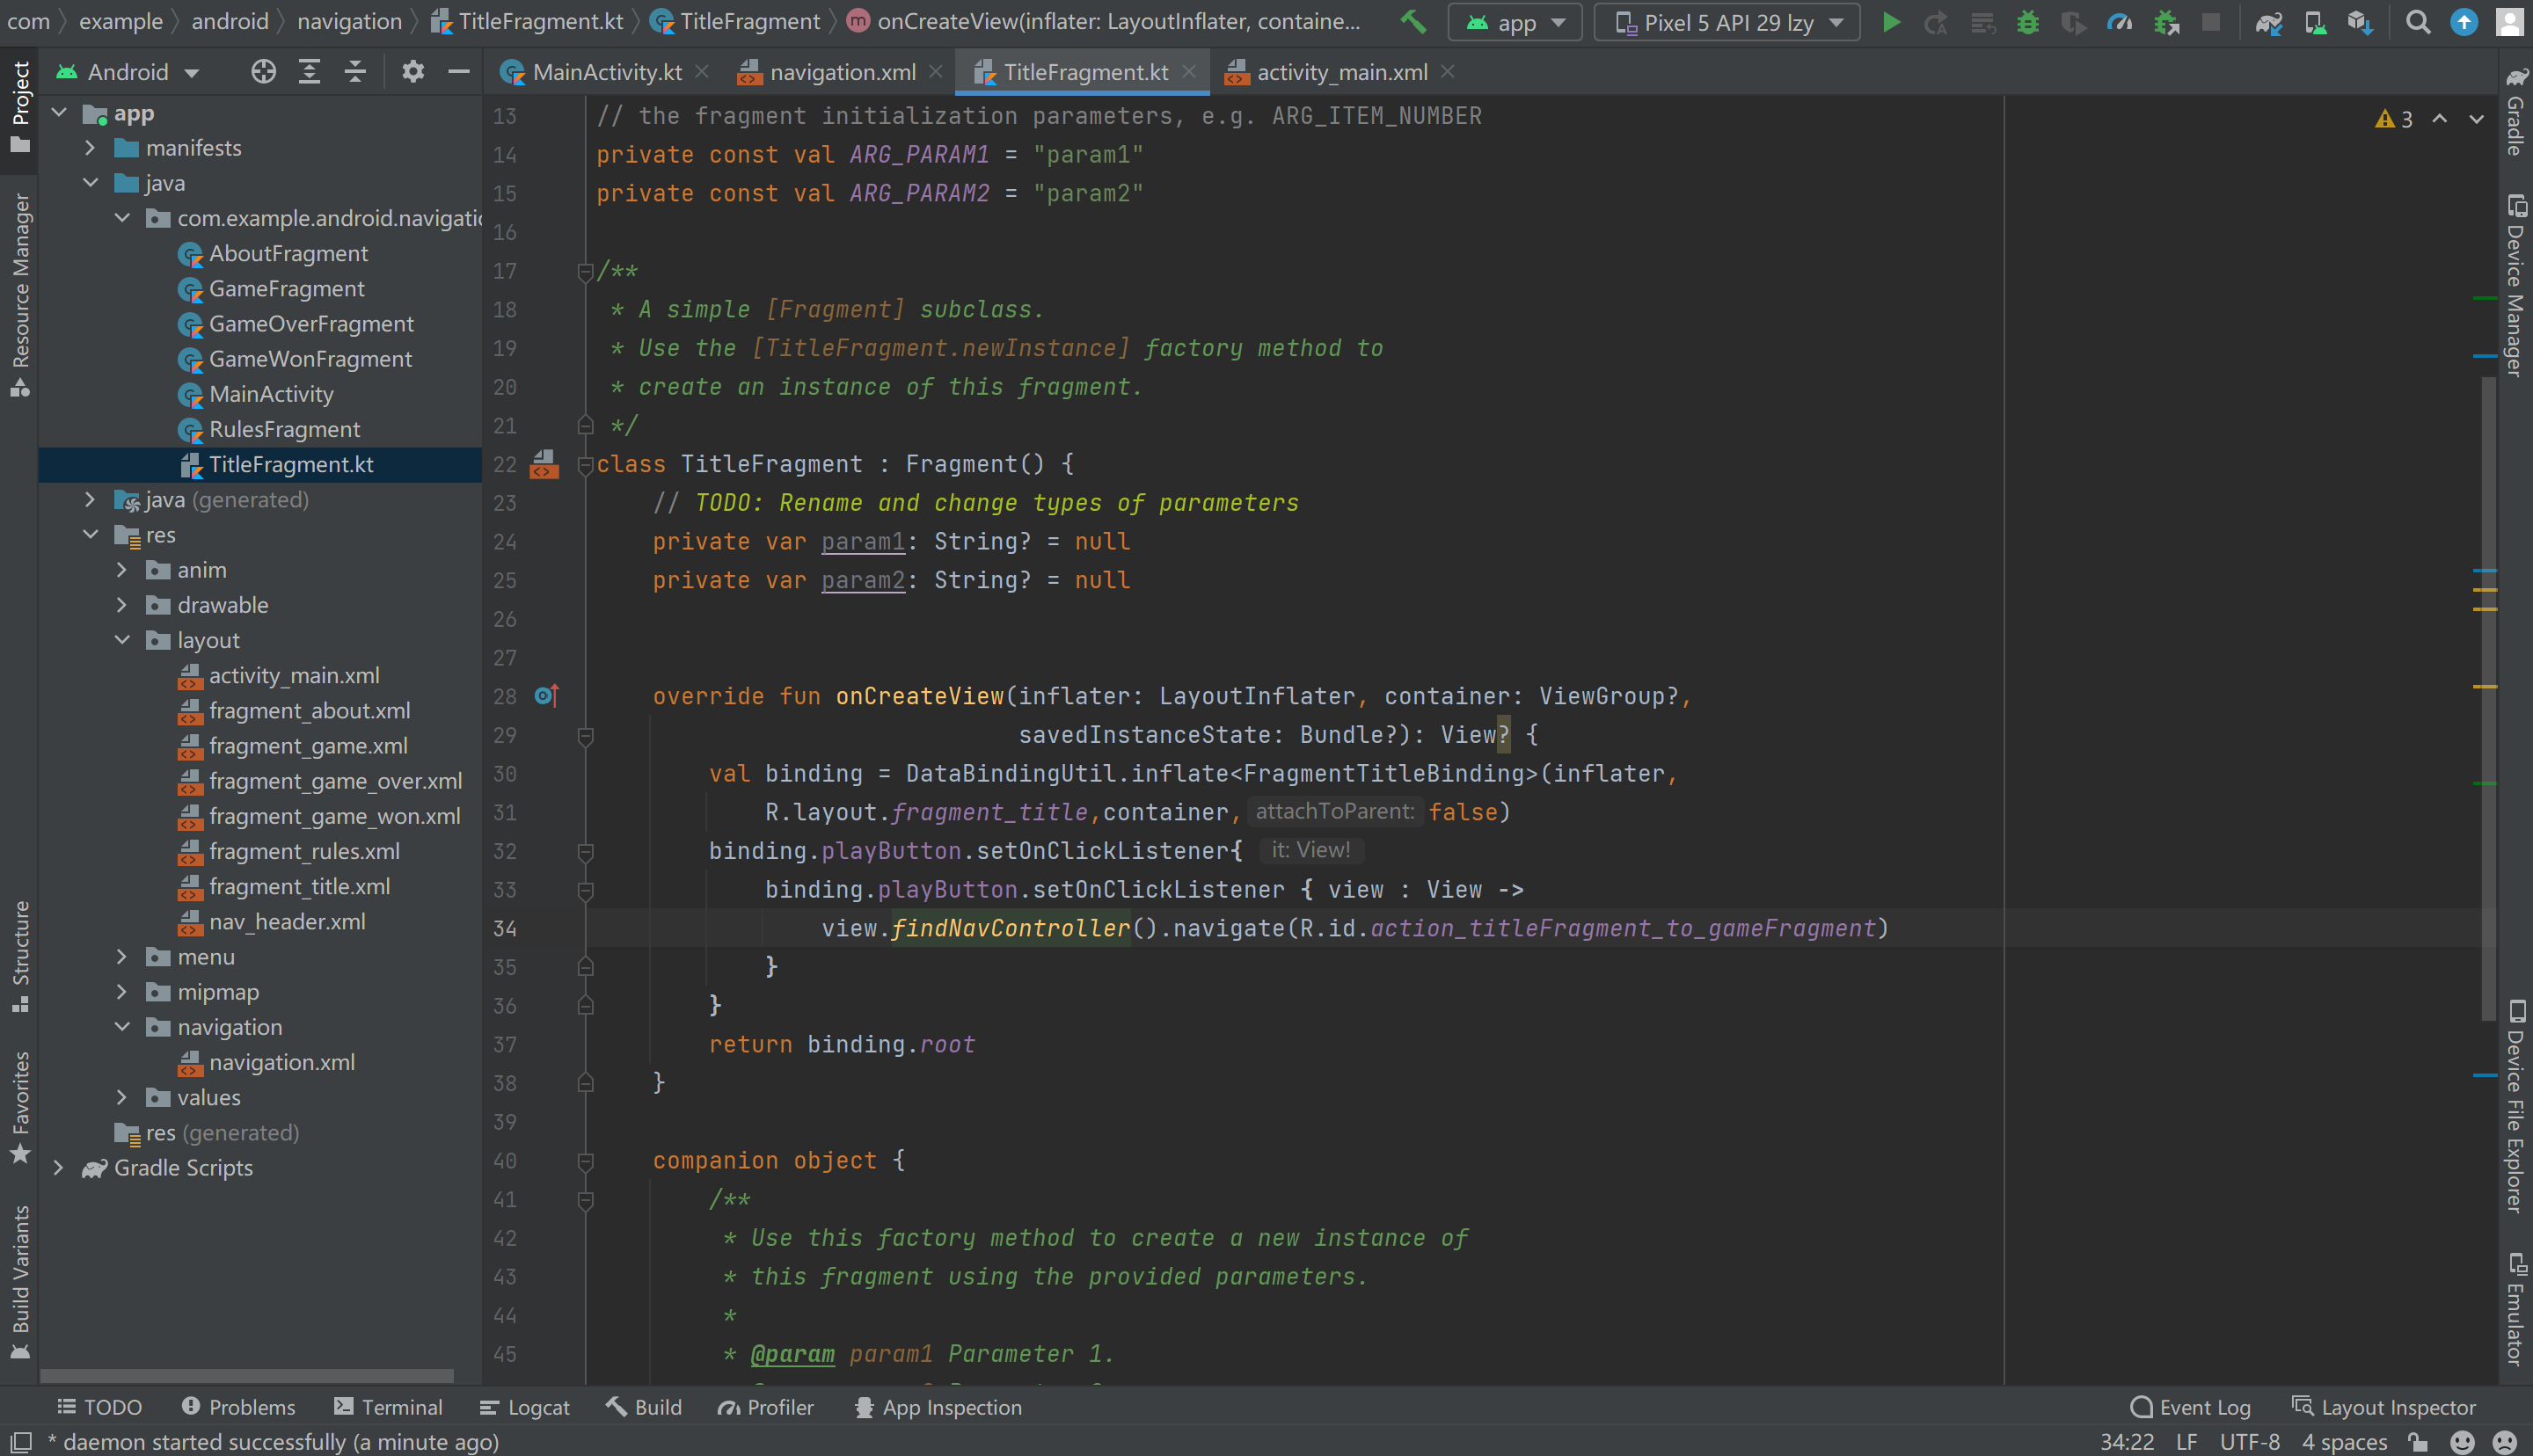 com example android navigation TitleFragment.kt TitleFragment onCreateView(inflater: LayoutInflater, containe... app Pixel 5 API 29 lzy
Project
Resource Manager
Structure
Favorites
Build Variants
Android
app
manifests
java
com.example.android.navigatic
AboutFragment
GameFragment
GameOverFragment
GameWonFragment
MainActivity
RulesFragment
TitleFragment.kt
java (generated)
res
anim
drawable
layout
activity_main.xml
fragment_about.xml
fragment_game.xml
fragment_game_over.xml
fragment_game_won.xml
fragment_rules.xml
fragment_title.xml
nav_header.xml
menu
mipmap
navigation
navigation.xml
values
res (generated)
Gradle Scripts
MainActivity.kt navigation.xml TitleFragment.kt activity_main.xml
3
13 // the fragment initialization parameters, e.g. ARG_ITEM_NUMBER
14 private const val ARG_PARAM1 = "param1"
15 private const val ARG_PARAM2 = "param2"
16
17 /**
18 * A simple [Fragment] subclass.
19 * Use the [TitleFragment.newInstance] factory method to
20 * create an instance of this fragment.
21 */
22 class TitleFragment : Fragment() {
23 // TODO: Rename and change types of parameters
24 private var param1: String? = null
25 private var param2: String? = null
26
27
28 override fun onCreateView(inflater: LayoutInflater, container: ViewGroup?,
29 savedInstanceState: Bundle?): View? {
30 val binding = DataBindingUtil.inflate<FragmentTitleBinding>(inflater,
31 R.layout.fragment_title,container, attachToParent: false)
32 binding.playButton.setOnClickListener{ it: View!
33 binding.playButton.setOnClickListener { view : View ->
34 view.findNavController().navigate(R.id.action_titleFragment_to_gameFragment)
35 }
36 }
37 return binding.root
38 }
39
40 companion object {
41 /**
42 * Use this factory method to create a new instance of
43 * this fragment using the provided parameters.
44 *
45 * @param param1 Parameter 1.
Gradle
Device Manager
Device File Explorer
Emulator
TODO Problems Terminal Logcat Build Profiler App Inspection Event Log Layout Inspector
* daemon started successfully (a minute ago) 34:22 LF UTF-8 4 spaces